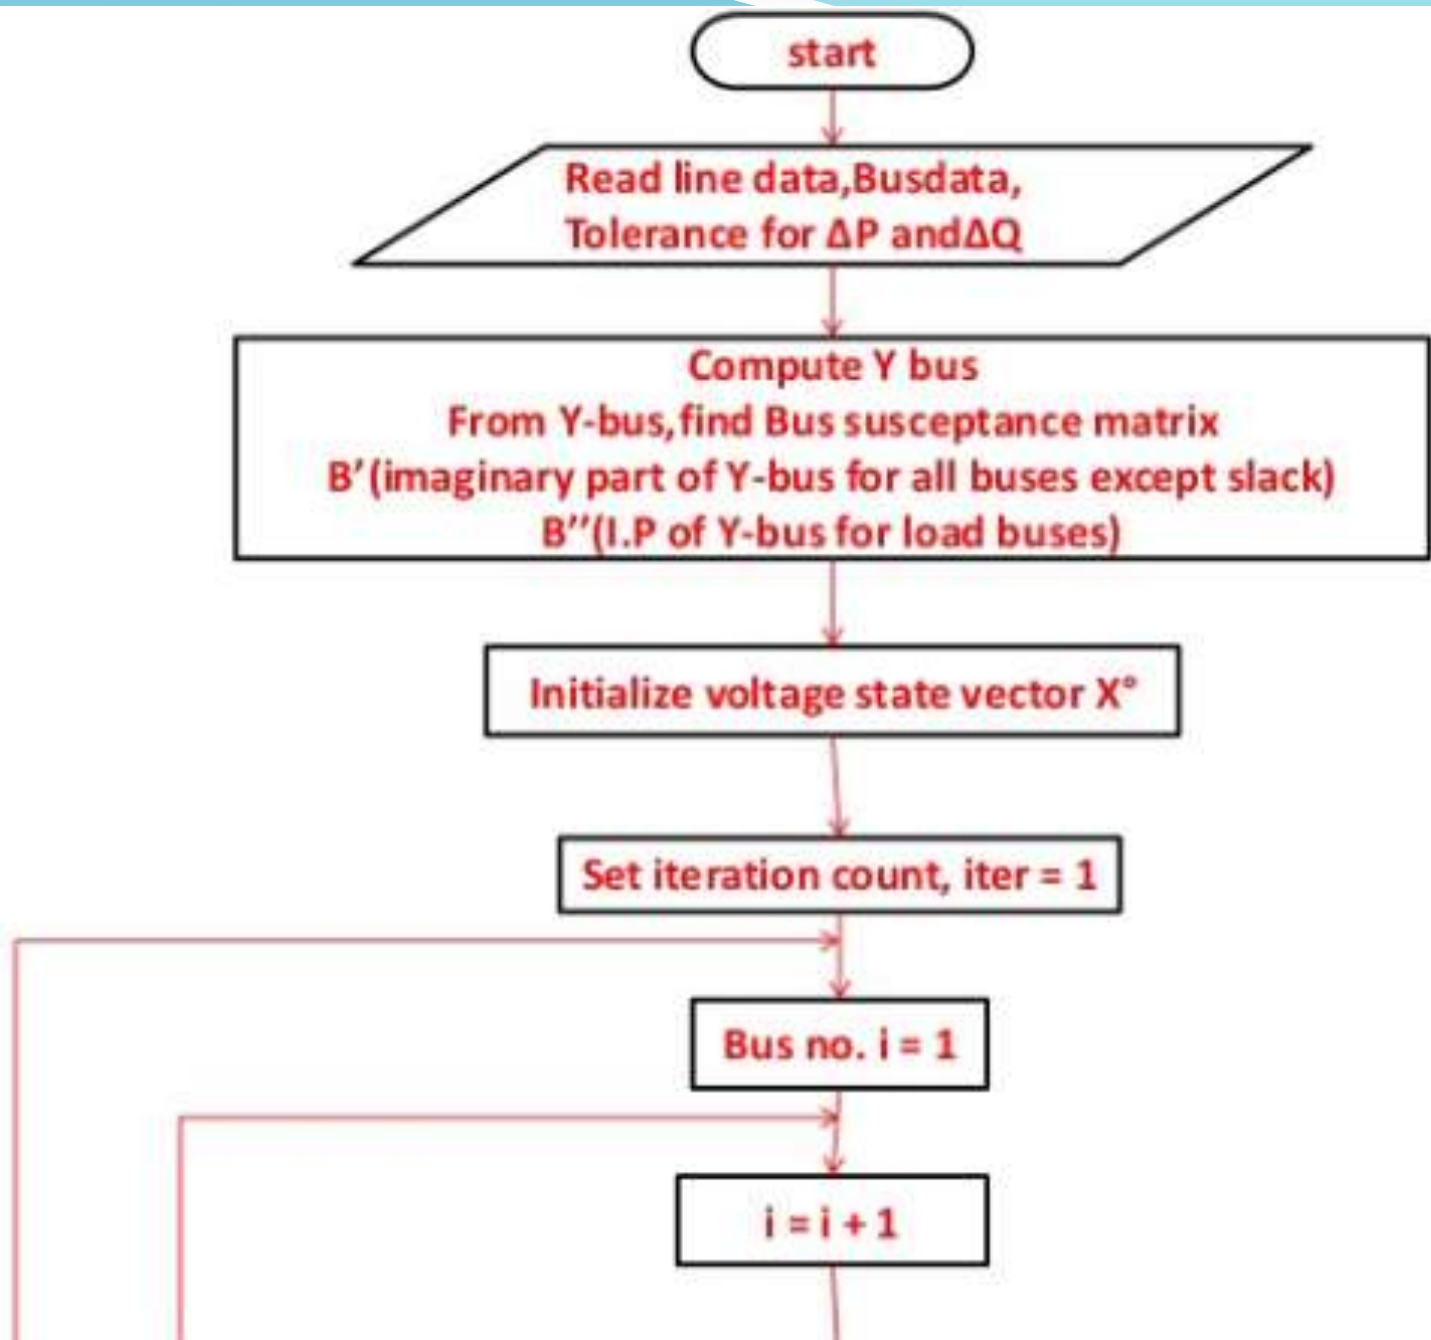 start
Read line data,Busdata,
Tolerance for ΔP andΔQ
Compute Y bus
From Y-bus,find Bus susceptance matrix
B′(imaginary part of Y-bus for all buses except slack)
B′′(I.P of Y-bus for load buses)
Initialize voltage state vector X°
Set iteration count, iter = 1
Bus no. i = 1
i = i + 1